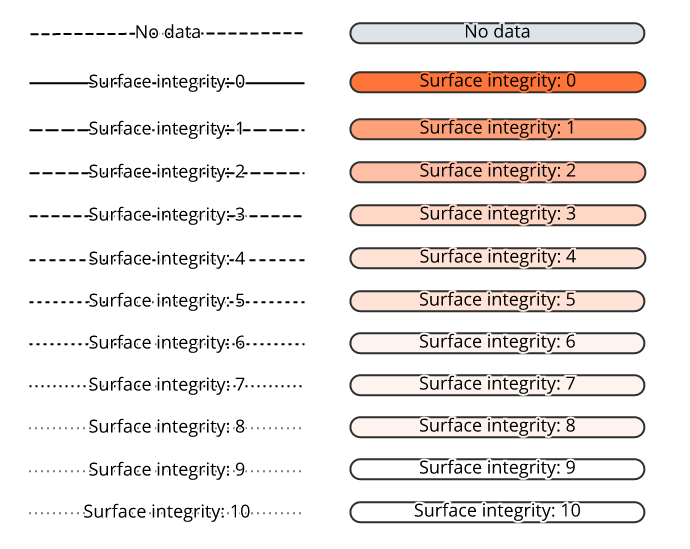 No data No data
Surface integrity: 0 Surface integrity: 0
Surface integrity: 1 Surface integrity: 1
Surface integrity: 2 Surface integrity: 2
Surface integrity: 3 Surface integrity: 3
Surface integrity: 4 Surface integrity: 4
Surface integrity: 5 Surface integrity: 5
Surface integrity: 6 Surface integrity: 6
Surface integrity: 7 Surface integrity: 7
Surface integrity: 8 Surface integrity: 8
Surface integrity: 9 Surface integrity: 9
Surface integrity: 10 Surface integrity: 10